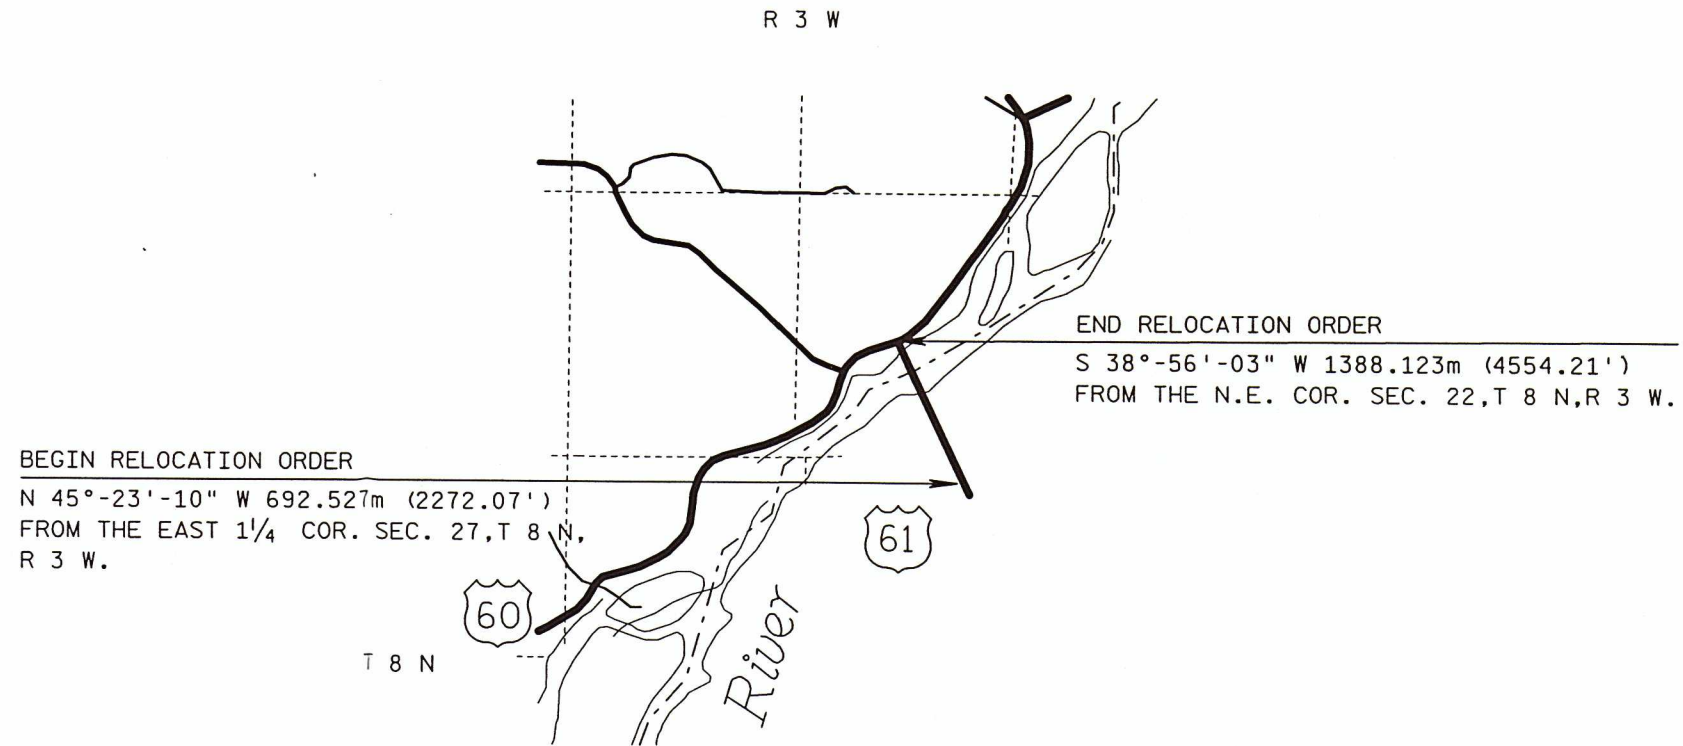 R 3 W
END RELOCATION ORDER
S 38°-56'-03" W 1388.123m (4554.21')
FROM THE N.E. COR. SEC. 22,T 8 N,R 3 W.
BEGIN RELOCATION ORDER
N 45°-23'-10" W 692.527m (2272.07')
FROM THE EAST 1¼ COR. SEC. 27,T 8 N,
R 3 W.
61
60
T 8 N
River